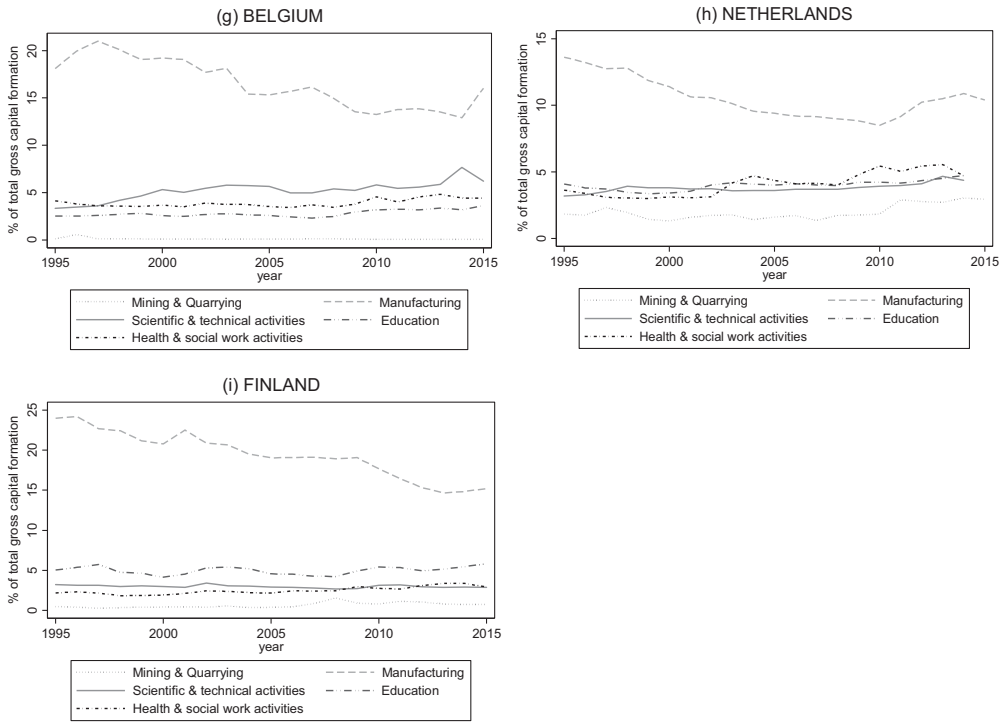 (g) BELGIUM
% of total gross capital formation
20
15
10
5
0
1995 2000 2005 2010 2015
year
Mining & Quarrying Manufacturing
Scientific & technical activities Education
Health & social work activities
(h) NETHERLANDS
% of total gross capital formation
15
10
5
0
1995 2000 2005 2010 2015
year
Mining & Quarrying Manufacturing
Scientific & technical activities Education
Health & social work activities
(i) FINLAND
% of total gross capital formation
25
20
15
10
5
0
1995 2000 2005 2010 2015
year
Mining & Quarrying Manufacturing
Scientific & technical activities Education
Health & social work activities